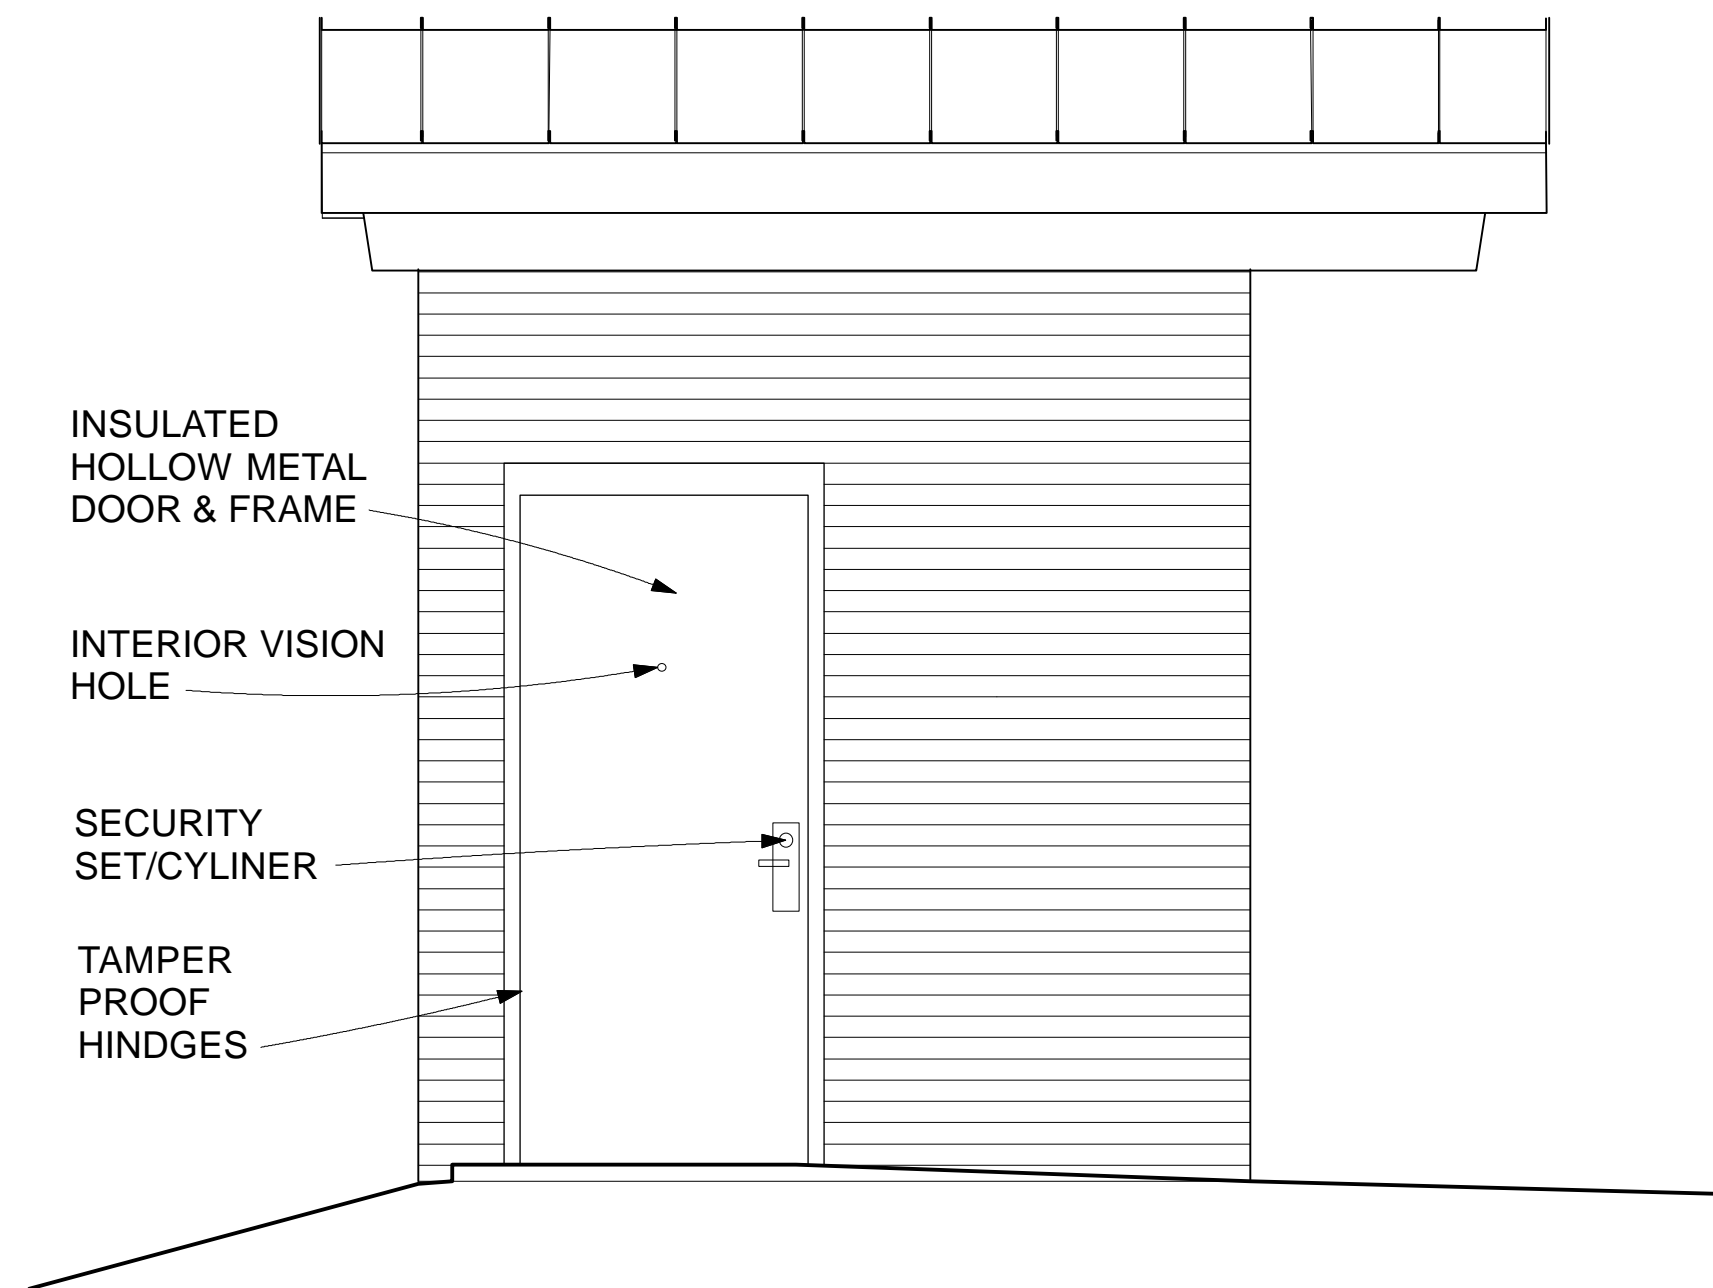 INSULATED
HOLLOW METAL
DOOR & FRAME
INTERIOR VISION
HOLE
SECURITY
SET/CYLINER
TAMPER
PROOF
HINDGES